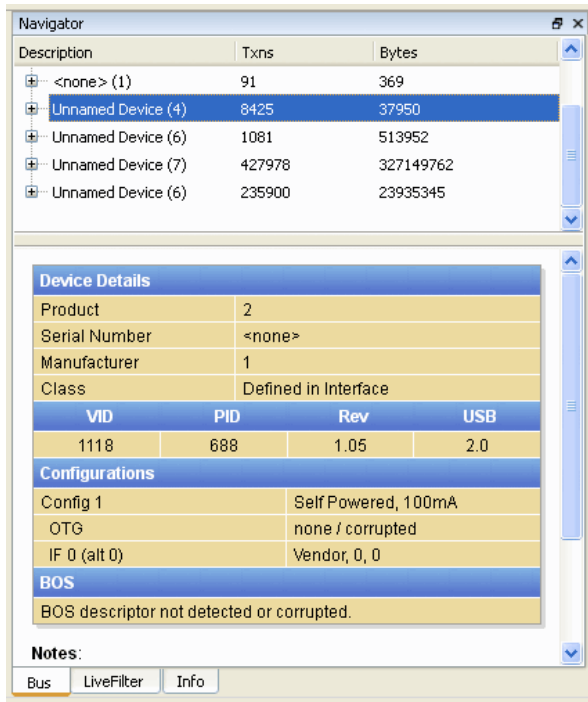 Navigator
Description Txns Bytes
<none> (1) 91 369
Unnamed Device (4) 8425 37950
Unnamed Device (6) 1081 513952
Unnamed Device (7) 427978 327149762
Unnamed Device (6) 235900 23935345
Device Details
Product 2
Serial Number <none>
Manufacturer 1
Class Defined in Interface
VID PID Rev USB
1118 688 1.05 2.0
Configurations
Config 1 Self Powered, 100mA
OTG none / corrupted
IF 0 (alt 0) Vendor, 0, 0
BOS
BOS descriptor not detected or corrupted.
Notes:
Bus LiveFilter Info